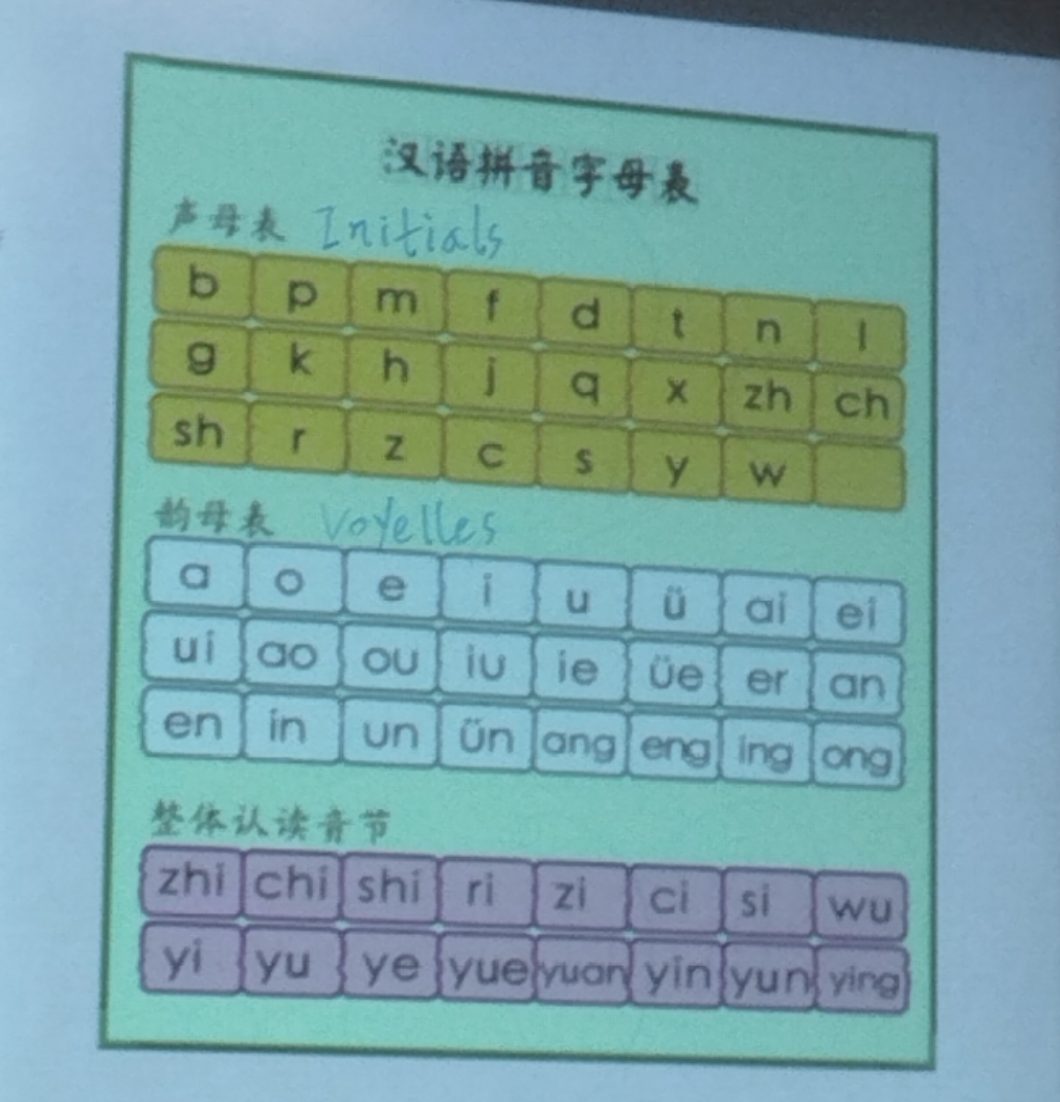 汉语拼音字母表
声母表 Initials
b p m f d t n l
g k h j q x zh ch
sh r z c s y w
韵母表 Voyelles
a o e i u ü ai ei
ui ao ou iu ie üe er an
en in un ün ang eng ing ong
整体认读音节
zhi chi shi ri zi ci si wu
yi yu ye yue yuan yin yun ying